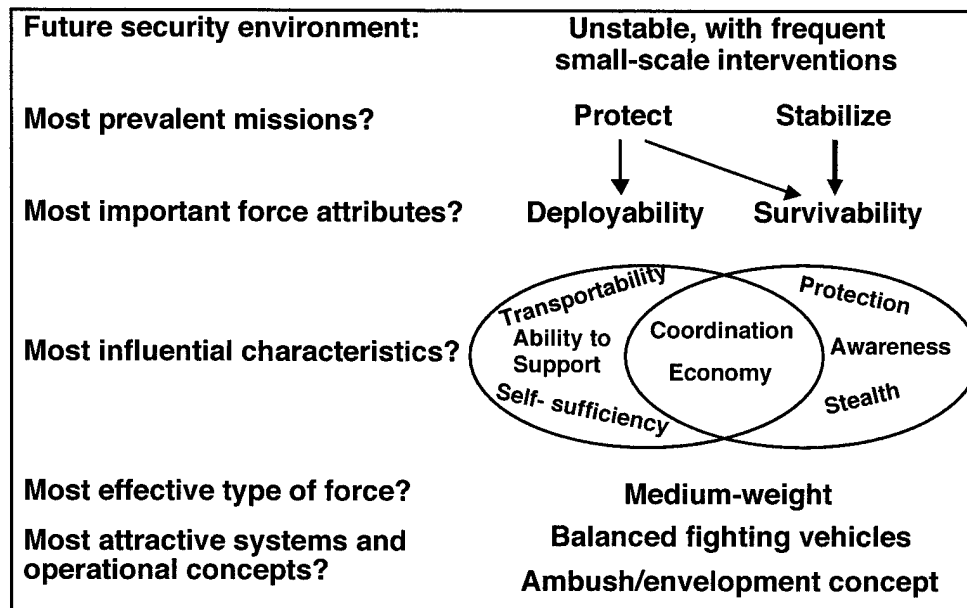 Future security environment:
Unstable, with frequent
small-scale interventions
Most prevalent missions?
Protect
Stabilize
Most important force attributes?
Deployability
Survivability
Most influential characteristics?
Transportability
Ability to
Support
Self- sufficiency
Coordination
Economy
Protection
Awareness
Stealth
Most effective type of force?
Medium-weight
Most attractive systems and
operational concepts?
Balanced fighting vehicles
Ambush/envelopment concept